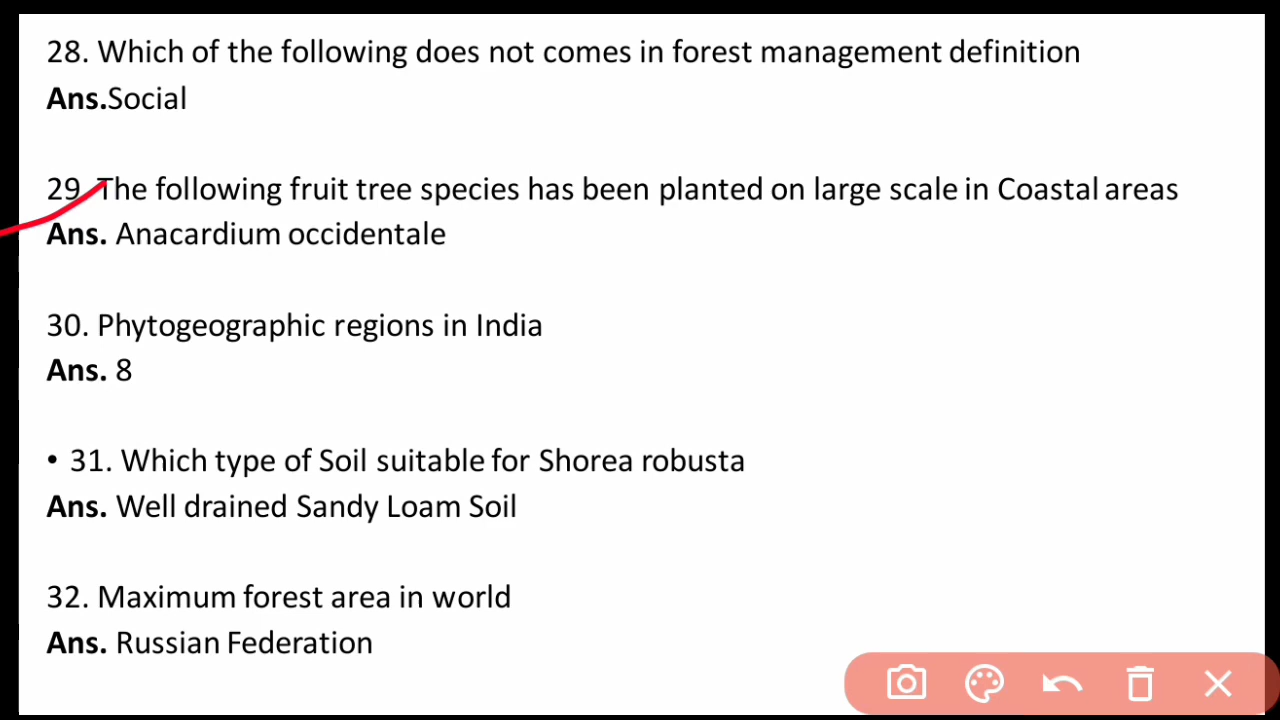 28. Which of the following does not comes in forest management definition
Ans.Social
29. The following fruit tree species has been planted on large scale in Coastal areas
Ans. Anacardium occidentale
30. Phytogeographic regions in India
Ans. 8
• 31. Which type of Soil suitable for Shorea robusta
Ans. Well drained Sandy Loam Soil
32. Maximum forest area in world
Ans. Russian Federation